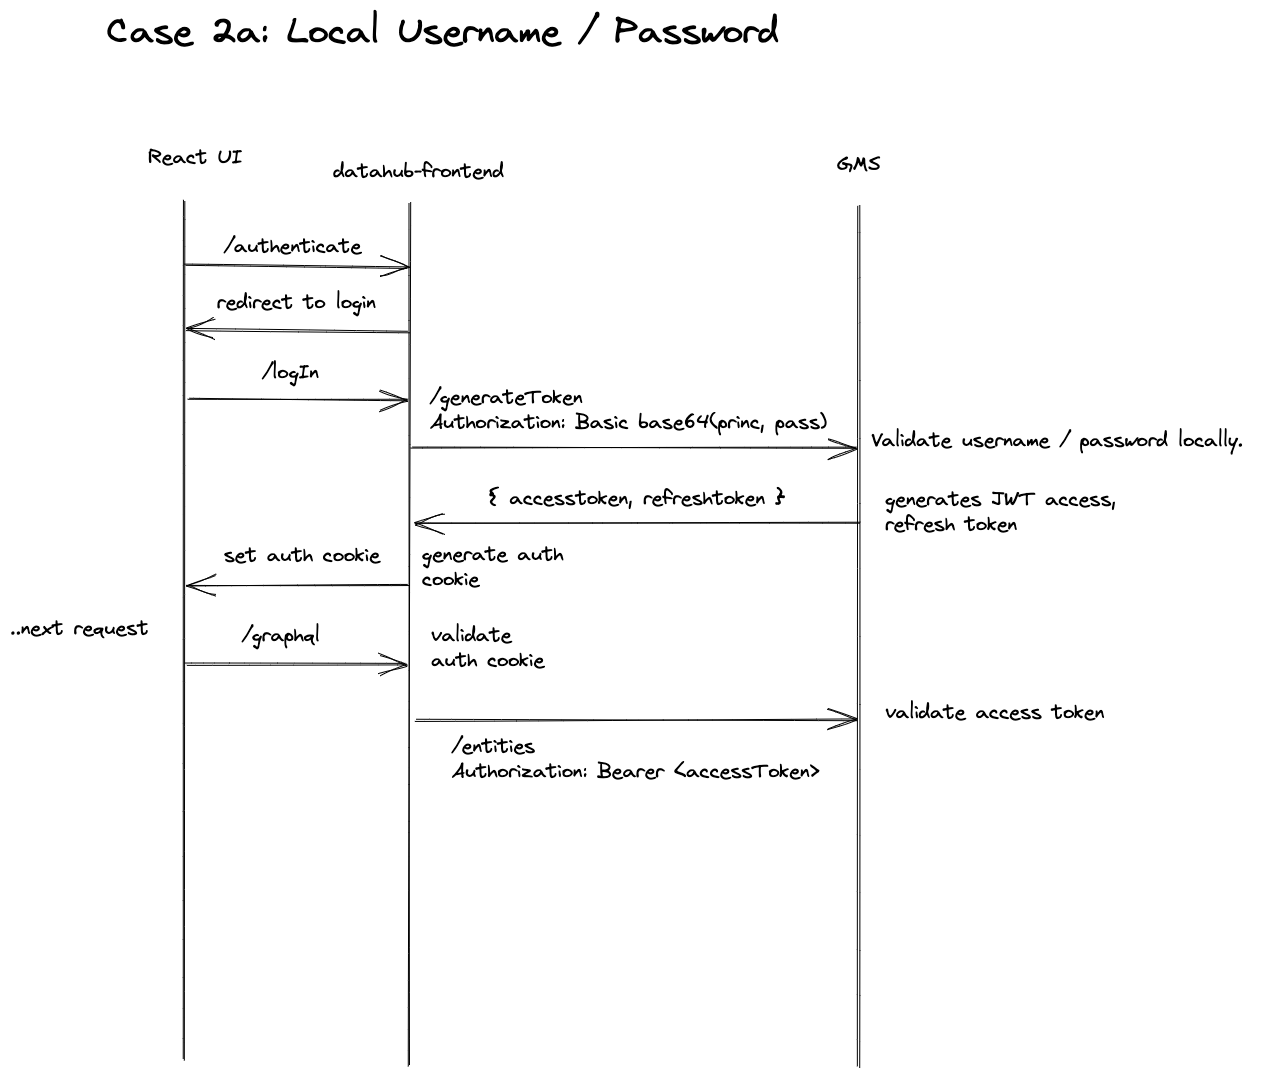 Case 2a: Local Username / Password
React UI
datahub-frontend
GMS
/authenticate
redirect to login
/logIn
/generateToken
Authorization: Basic base64(princ, pass)
Validate username / password locally.
{ accesstoken, refreshtoken }
generates JWT access,
refresh token
set auth cookie
generate auth
cookie
..next request
/graphql
validate
auth cookie
validate access token
/entities
Authorization: Bearer <accessToken>